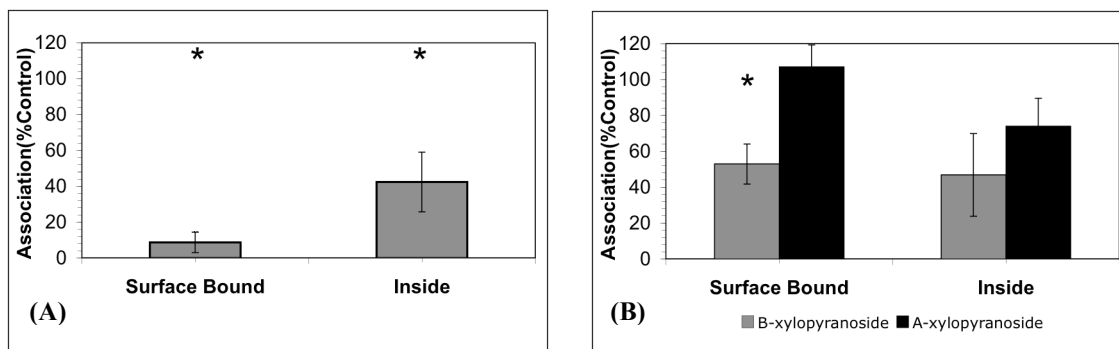 Association(%Control)
120
*
*
100
80
60
40
20
0
Surface Bound
Inside
(A)
Association(%Control)
120
100
*
80
60
40
20
0
Surface Bound
Inside
(B)
B-xylopyranoside
A-xylopyranoside